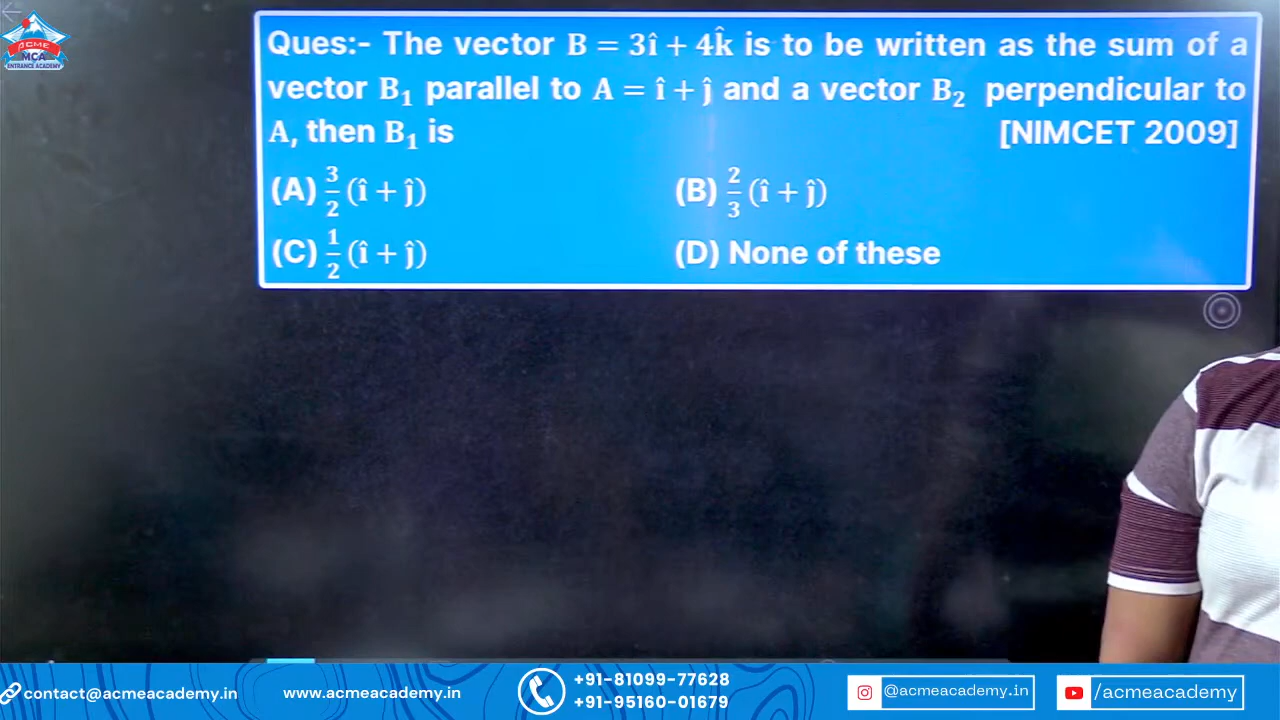 ACME
MCA
ENTRANCE ACADEMY
Ques:- The vector B = 3î + 4k̂ is to be written as the sum of a
vector B₁ parallel to A = î + ĵ and a vector B₂ perpendicular to
A, then B₁ is [NIMCET 2009]
(A) 3/2 (î + ĵ) (B) 2/3 (î + ĵ)
(C) 1/2 (î + ĵ) (D) None of these
contact@acmeacademy.in www.acmeacademy.in +91-81099-77628 @acmeacademy.in /acmeacademy
+91-95160-01679